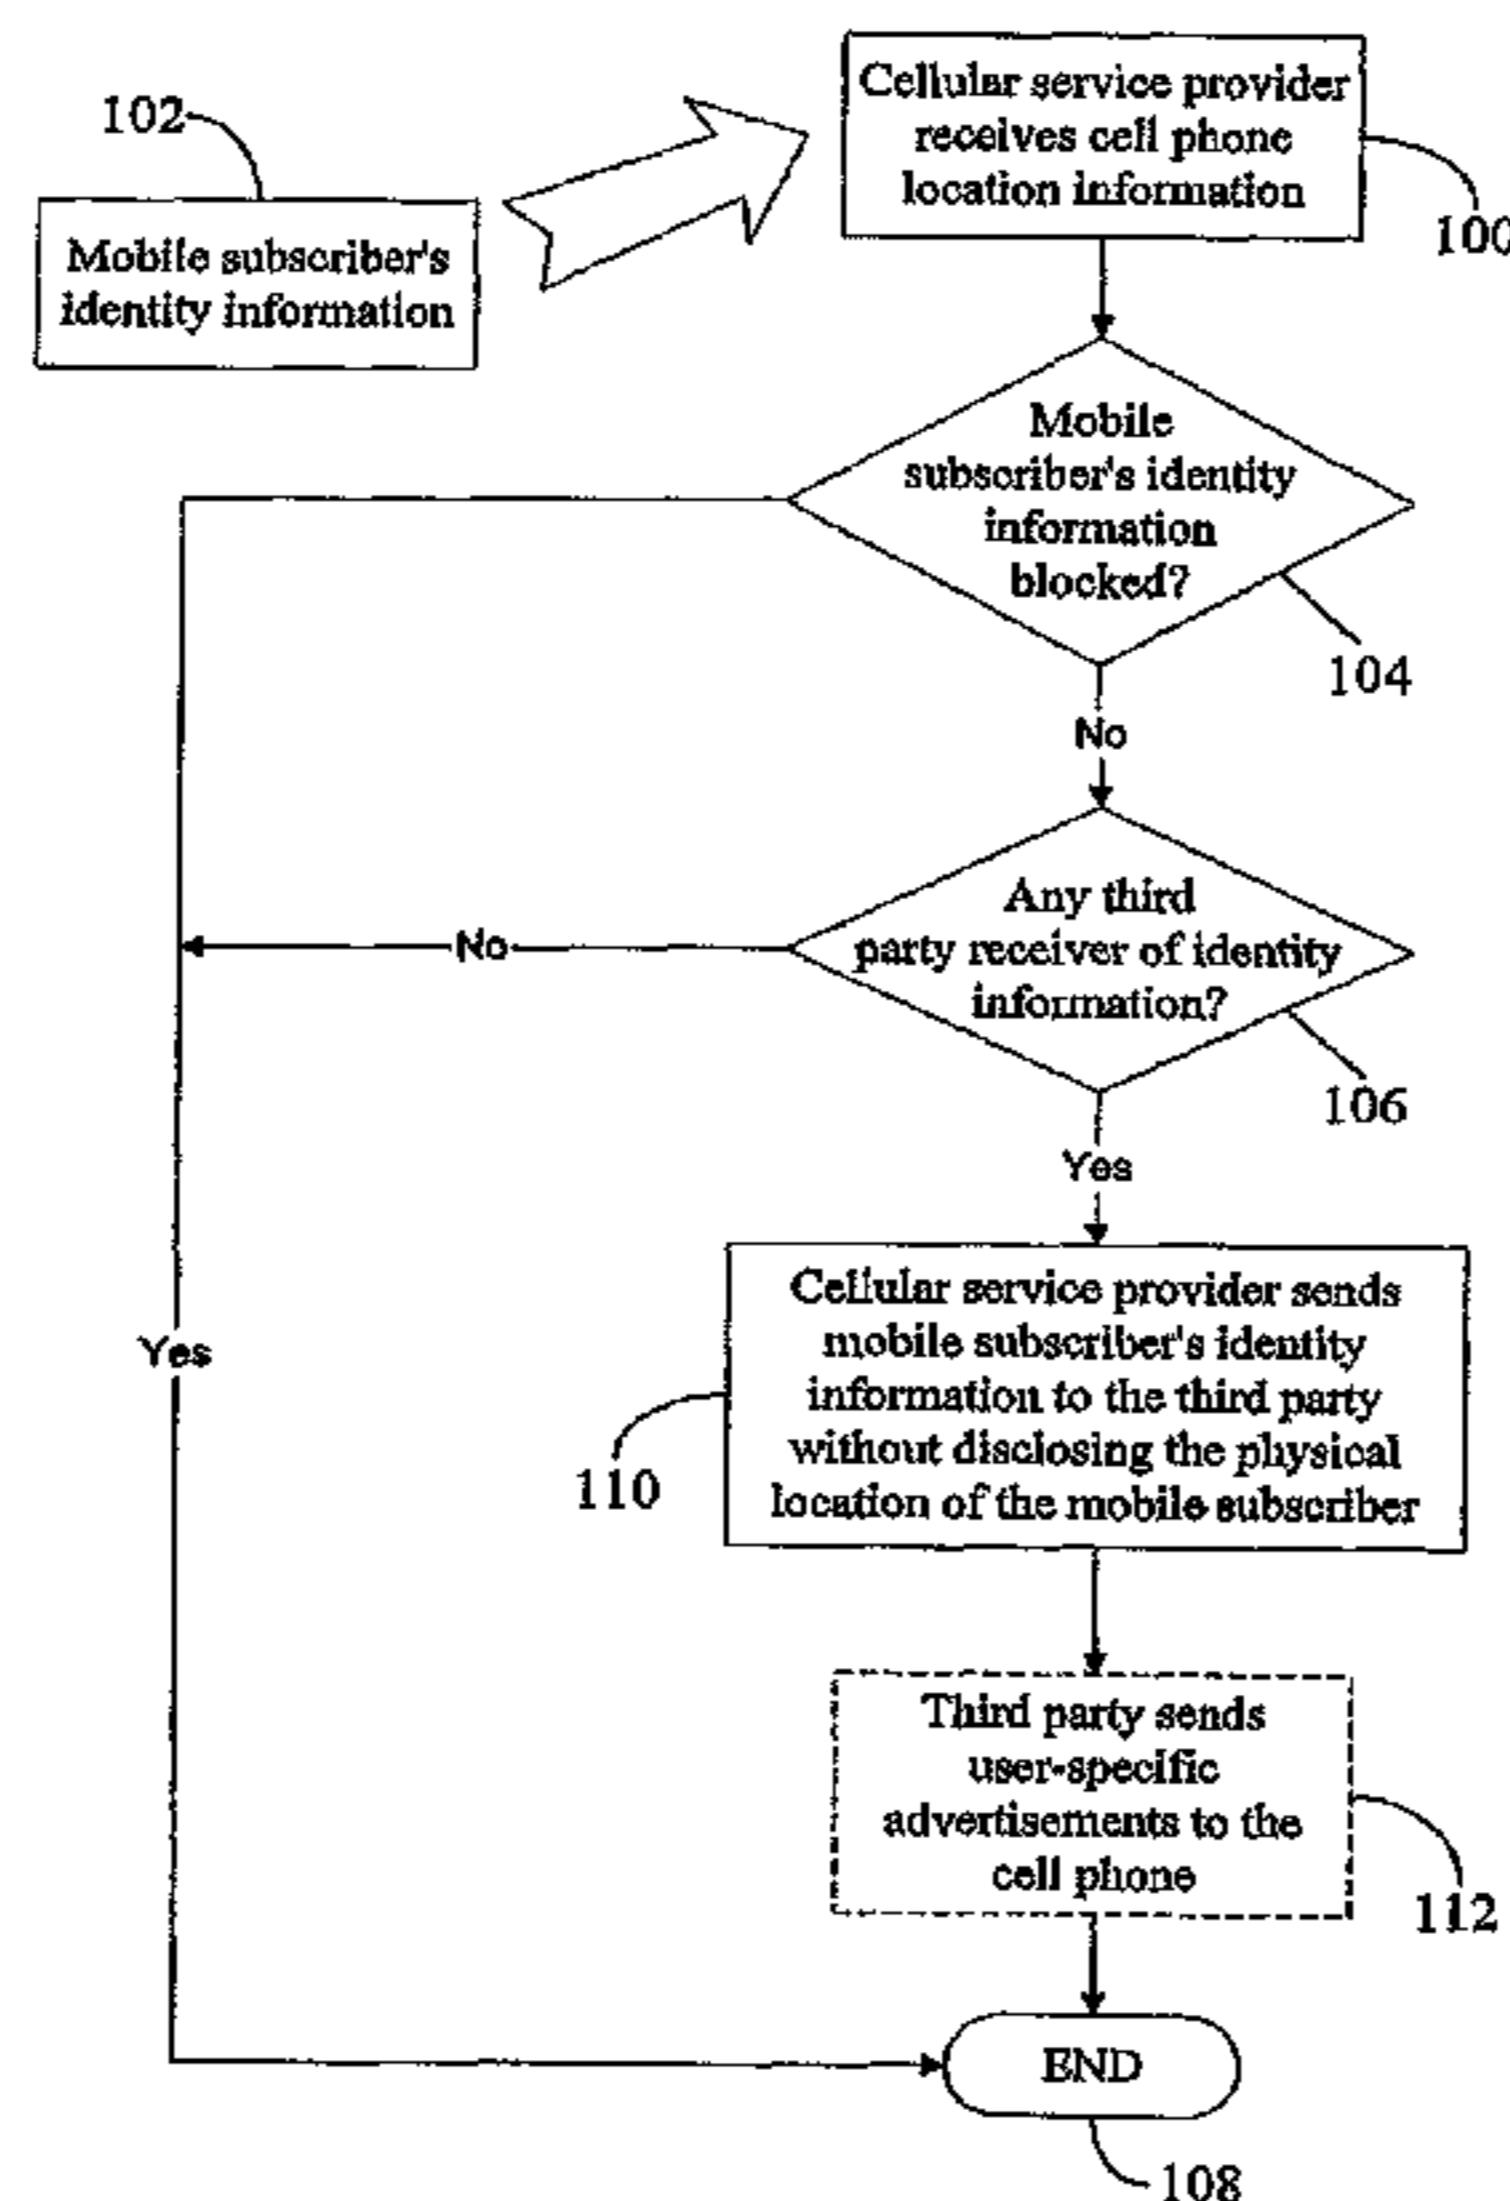 Cellular service provider
receives cell phone
location information
100
102
Mobile subscriber's
identity information
Mobile
subscriber's identity
information
blocked?
104
No
Any third
party receiver of identity
information?
106
No
Yes
Cellular service provider sends
mobile subscriber's identity
information to the third party
without disclosing the physical
location of the mobile subscriber
110
Yes
Third party sends
user-specific
advertisements to the
cell phone
112
END
108